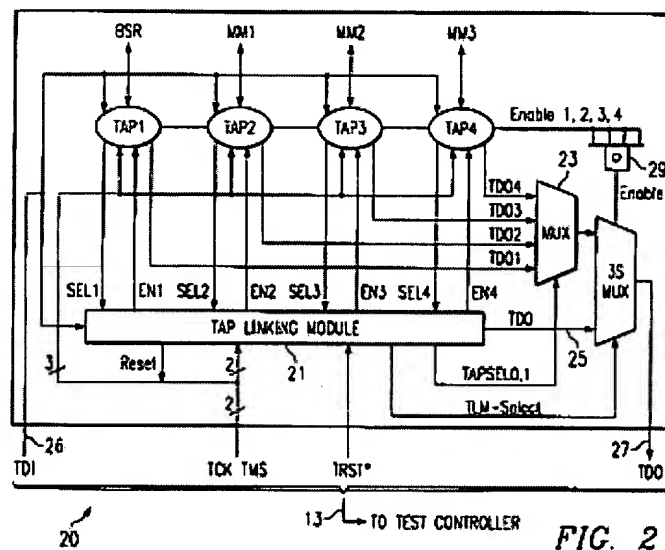 BSR MM1 MM2 MM3
TAP1 TAP2 TAP3 TAP4
Enable 1, 2, 3, 4
23
29
Enable
TDO4
TDO3
TDO2
TDO1
MUX
3S
MUX
SEL1 EN1 SEL2 EN2 SEL3 EN3 SEL4 EN4
TAP LINKING MODULE
TDO
25
3
Reset
2
21
TAPSEL0,1
2
TLM-Select
26
27
TDI TCK TMS TRST* TDO
13 TO TEST CONTROLLER
20
FIG. 2